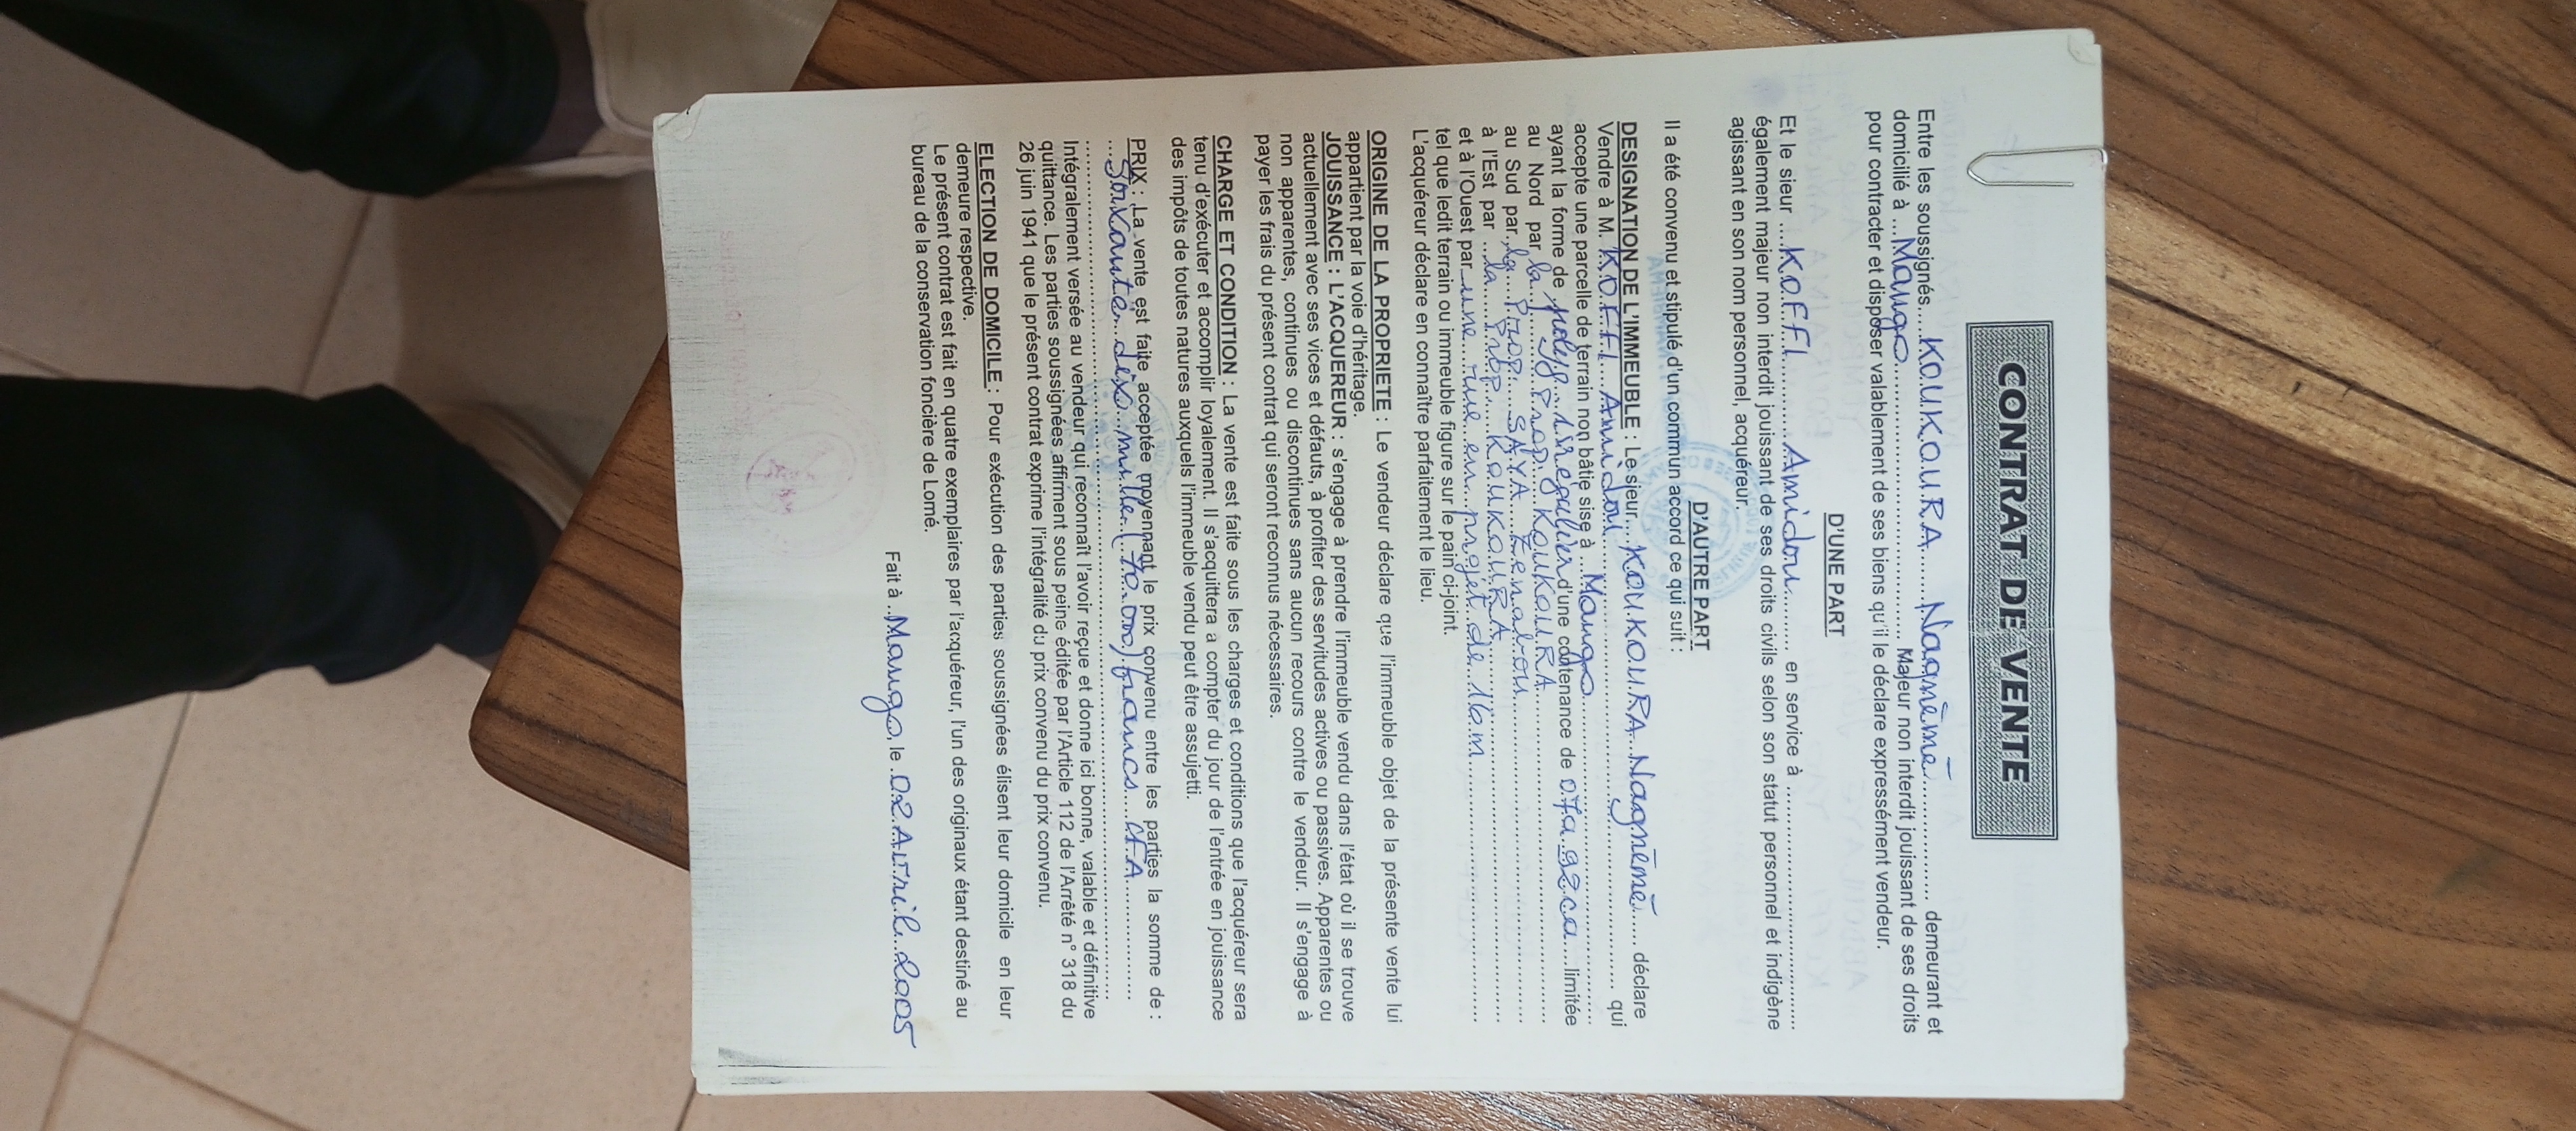 CONTRAT DE VENTE
Entre les soussignés....KOUKOURA......Nagnême............... demeurant et
domicilié à ...Mango................................................ Majeur non interdit jouissant de ses droits
pour contracter et disposer valablement de ses biens qu'il le déclare expressément vendeur.
D'UNE PART
Et le sieur ....KOFFI..........Amidou.......... en service à ................................................
également majeur non interdit jouissant de ses droits civils selon son statut personnel et indigène
agissant en son nom personnel, acquéreur.
D'AUTRE PART
Il a été convenu et stipulé d'un commun accord ce qui suit :
DESIGNATION DE L'IMMEUBLE : Le sieur....KOUKOURA...Nagnême...... déclare
Vendre à M. KOFFI...Amidou................................................ qui
accepte une parcelle de terrain non bâtise sise à ...Mango................................................
ayant la forme de polyg...irrégulier d'une contenance de 07a 92ca....limitée
au Nord par la...Prop. KOUKOURA................................................
au Sud par la...Prop....SAYA...................................................
à l'Est par ...la.....Prop....KOUKOURA................................................
et à l'Ouest par une...rue...en...projet...de...16m................................................
tel que ledit terrain ou immeuble figure sur le pain ci-joint.
L'acquéreur déclare en connaître parfaitement le lieu.
ORIGINE DE LA PROPRIETE : Le vendeur déclare que l'immeuble objet de la présente vente lui
appartient par la voie d'héritage.
JOUISSANCE : L'ACQUEREUR : s'engage à prendre l'immeuble vendu dans l'état où il se trouve
actuellement avec ses vices et défauts, à profiter des servitudes actives ou passives. Apparentes ou
non apparentes, continues ou discontinues sans aucun recours contre le vendeur. Il s'engage à
payer les frais du présent contrat qui seront reconnus nécessaires.
CHARGE ET CONDITION : La vente est faite sous les charges et conditions que l'acquéreur sera
tenu d'exécuter et accomplir loyalement. Il s'acquittera à compter du jour de l'entrée en jouissance
des impôts de toutes natures auxquels l'immeuble vendu peut être assujetti.
PRIX : La vente est faite acceptée moyennant le prix convenu entre les parties la somme de :
...Soixante...dix...mille..(70.000).francs....CFA................
................................................................................................
Intégralement versée au vendeur qui reconnaît l'avoir reçue et donne ici bonne, valable et définitive
quittance. Les parties soussignées affirment sous peine éditée par l'Article 112 de l'Arrêté n° 318 du
26 juin 1941 que le présent contrat exprime l'intégralité du prix convenu du prix convenu.
ELECTION DE DOMICILE : Pour exécution des parties soussignées élisent leur domicile en leur
demeure respective.
Le présent contrat est fait en quatre exemplaires par l'acquéreur, l'un des originaux étant destiné au
bureau de la conservation foncière de Lomé.
Fait à ..Mango, le .02.Avril..2005